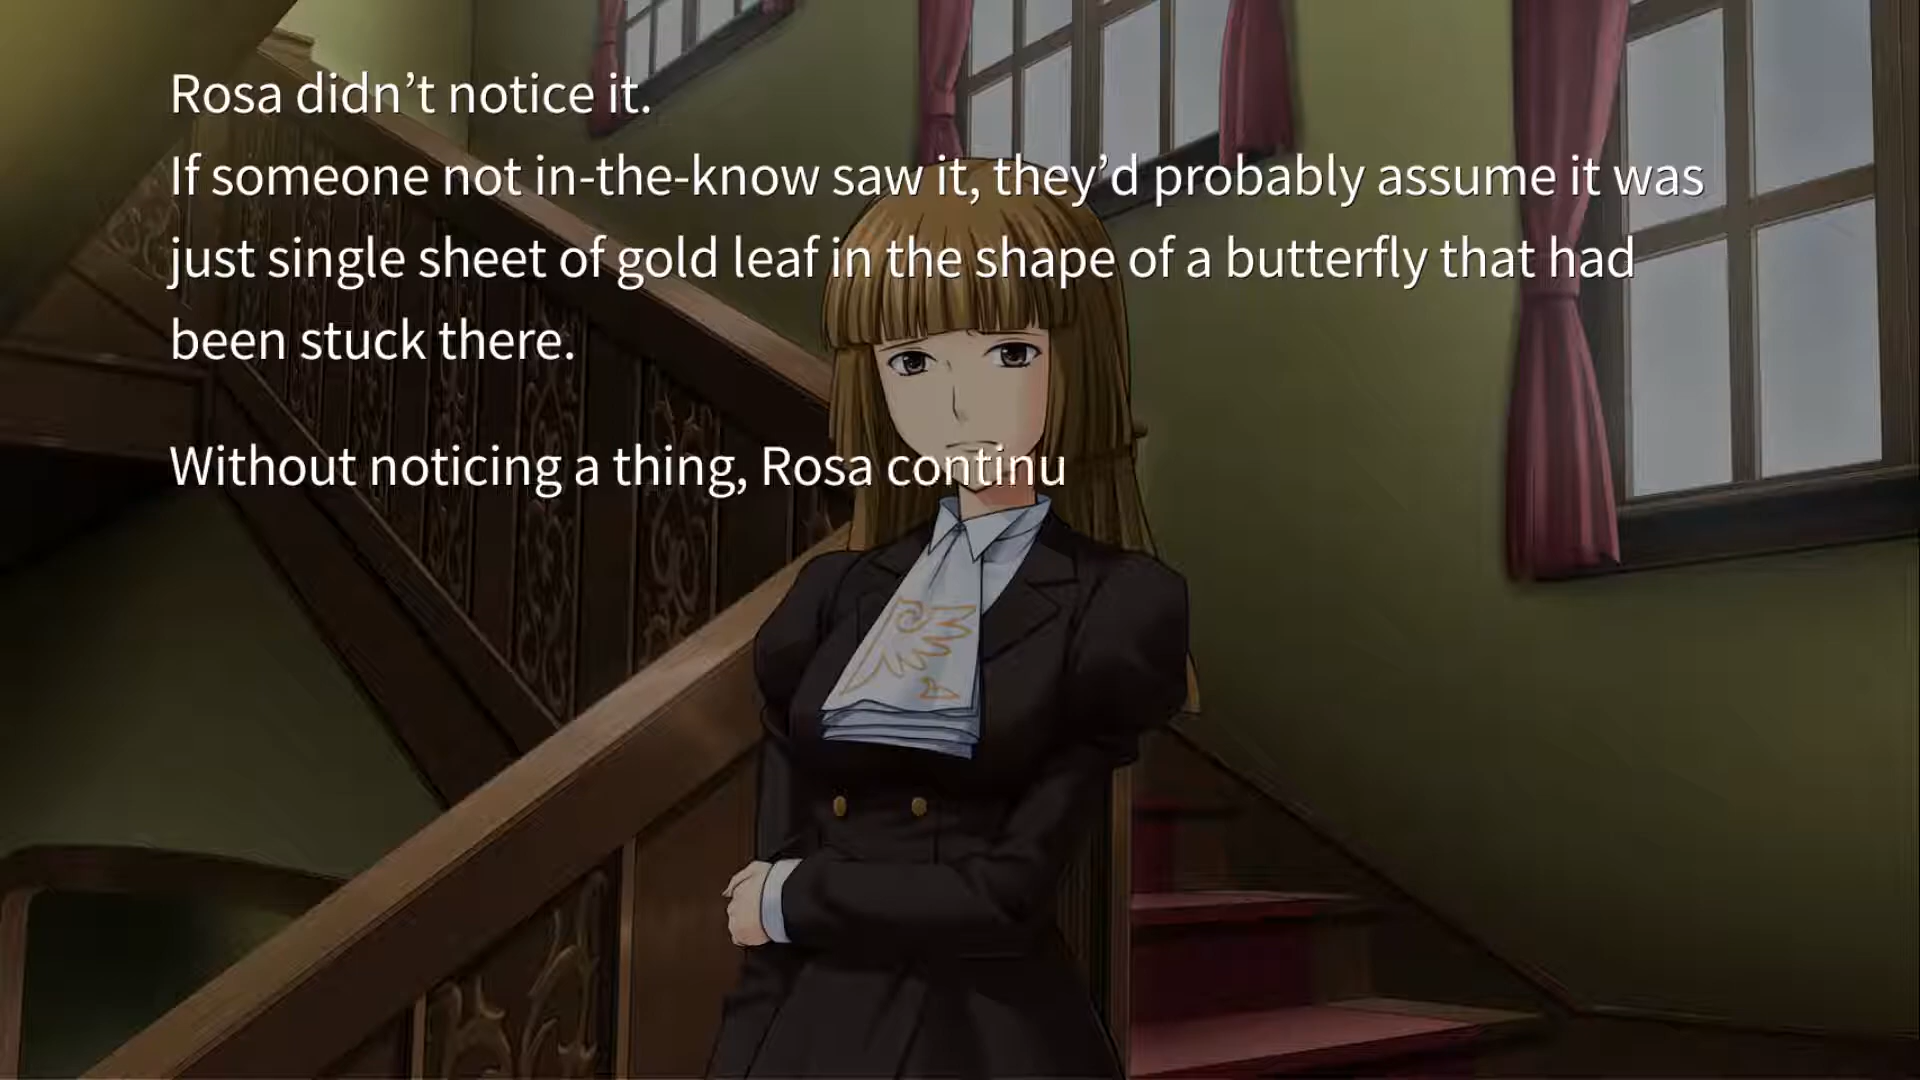 Rosa didn’t notice it.
If someone not in-the-know saw it, they’d probably assume it was
just single sheet of gold leaf in the shape of a butterfly that had
been stuck there.
Without noticing a thing, Rosa continu